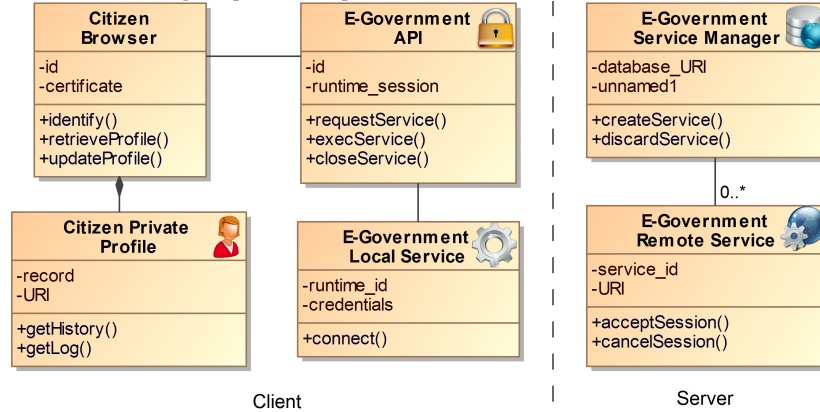 Citizen
Browser
-id
-certificate
+identify()
+retrieveProfile()
+updateProfile()
E-Government
API
-id
-runtime_session
+requestService()
+execService()
+closeService()
E-Government
Service Manager
-database_URI
-unnamed1
+createService()
+discardService()
0..*
Citizen Private
Profile
-record
-URI
+getHistory()
+getLog()
E-Government
Local Service
-runtime_id
-credentials
+connect()
E-Government
Remote Service
-service_id
-URI
+acceptSession()
+cancelSession()
Client
Server